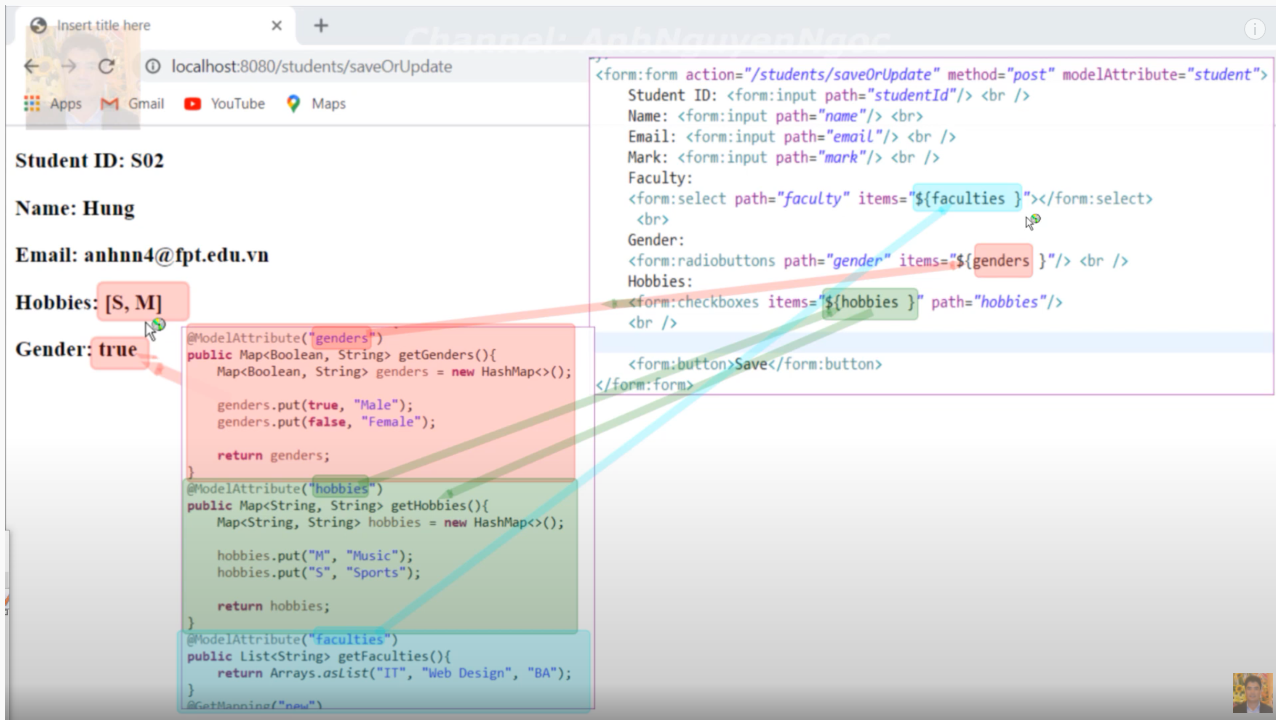 Insert title here
Channel: AnhNguyenNgoc
localhost:8080/students/saveOrUpdate
Apps Gmail YouTube Maps
Student ID: S02
Name: Hung
Email: anhnn4@fpt.edu.vn
Hobbies: [S, M]
Gender: true
<form:form action="/students/saveOrUpdate" method="post" modelAttribute="student">
Student ID: <form:input path="studentId"/> <br />
Name: <form:input path="name"/> <br>
Email: <form:input path="email"/> <br />
Mark: <form:input path="mark"/> <br />
Faculty:
<form:select path="faculty" items="${faculties }"></form:select>
<br>
Gender:
<form:radiobuttons path="gender" items="${genders }"/> <br />
Hobbies:
<form:checkboxes items="${hobbies }" path="hobbies"/>
<br />
<form:button>Save</form:button>
</form:form>
@ModelAttribute("genders")
public Map<Boolean, String> getGenders(){
Map<Boolean, String> genders = new HashMap<>();
genders.put(true, "Male");
genders.put(false, "Female");
return genders;
}
@ModelAttribute("hobbies")
public Map<String, String> getHobbies(){
Map<String, String> hobbies = new HashMap<>();
hobbies.put("M", "Music");
hobbies.put("S", "Sports");
return hobbies;
}
@ModelAttribute("faculties")
public List<String> getFaculties(){
return Arrays.asList("IT", "Web Design", "BA");
}
@GetMapping("new")